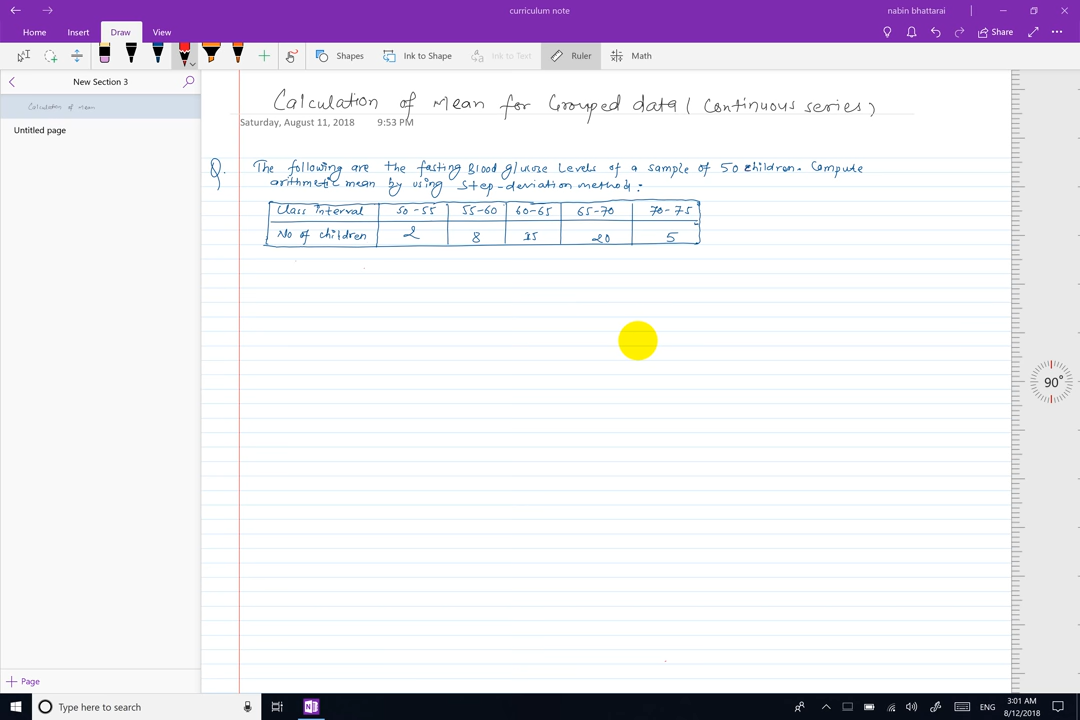 curriculum note
nabin bhattarai
Home Insert Draw View
Share
Shapes Ink to Shape Ink to Text Ruler Math
New Section 3
Calculation of Mean
Untitled page
Calculation of Mean for Grouped data ( Continuous series )
Saturday, August 11, 2018 9:53 PM
Q. The following are the fasting Blood glucose Levels of a sample of 50 children. Compute
arithmetic mean by using step-deviation method:
Class interval 50-55 55-60 60-65 65-70 70-75
No of children 2 8 15 20 5
90°
Page
Type here to search
ENG
3:01 AM
8/12/2018